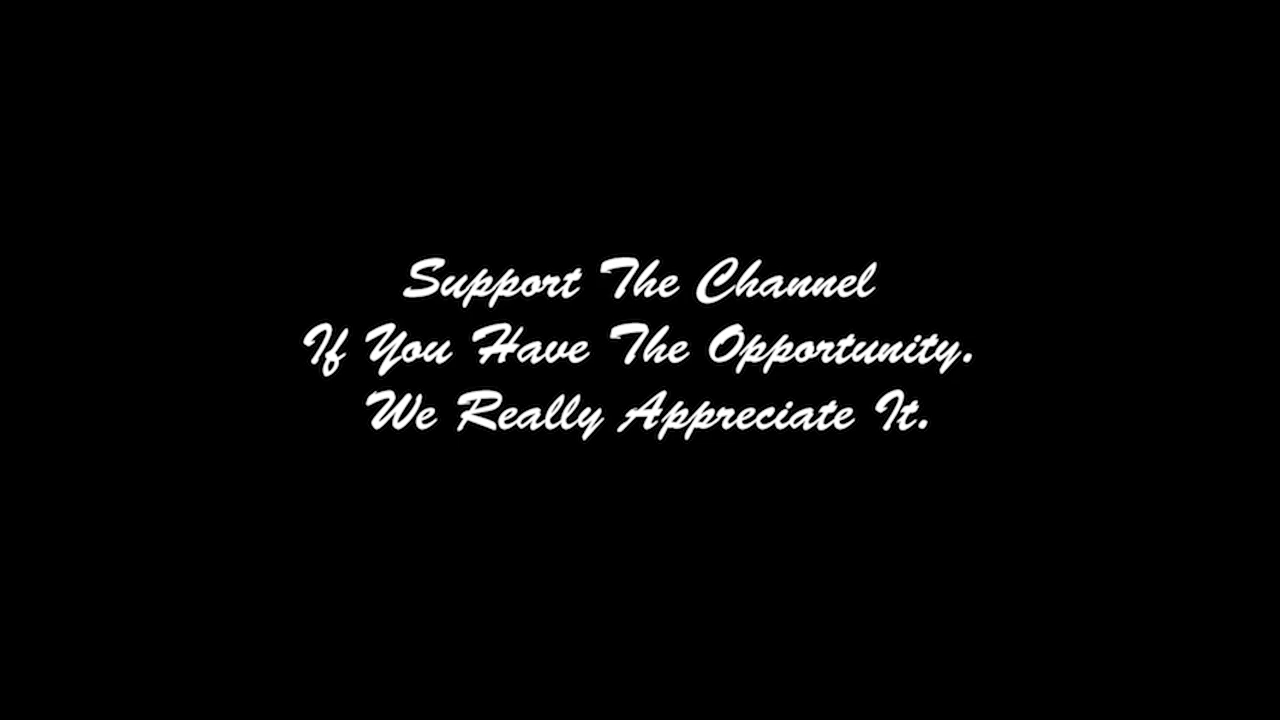 Support The Channel
If You Have The Opportunity.
We Really Appreciate It.